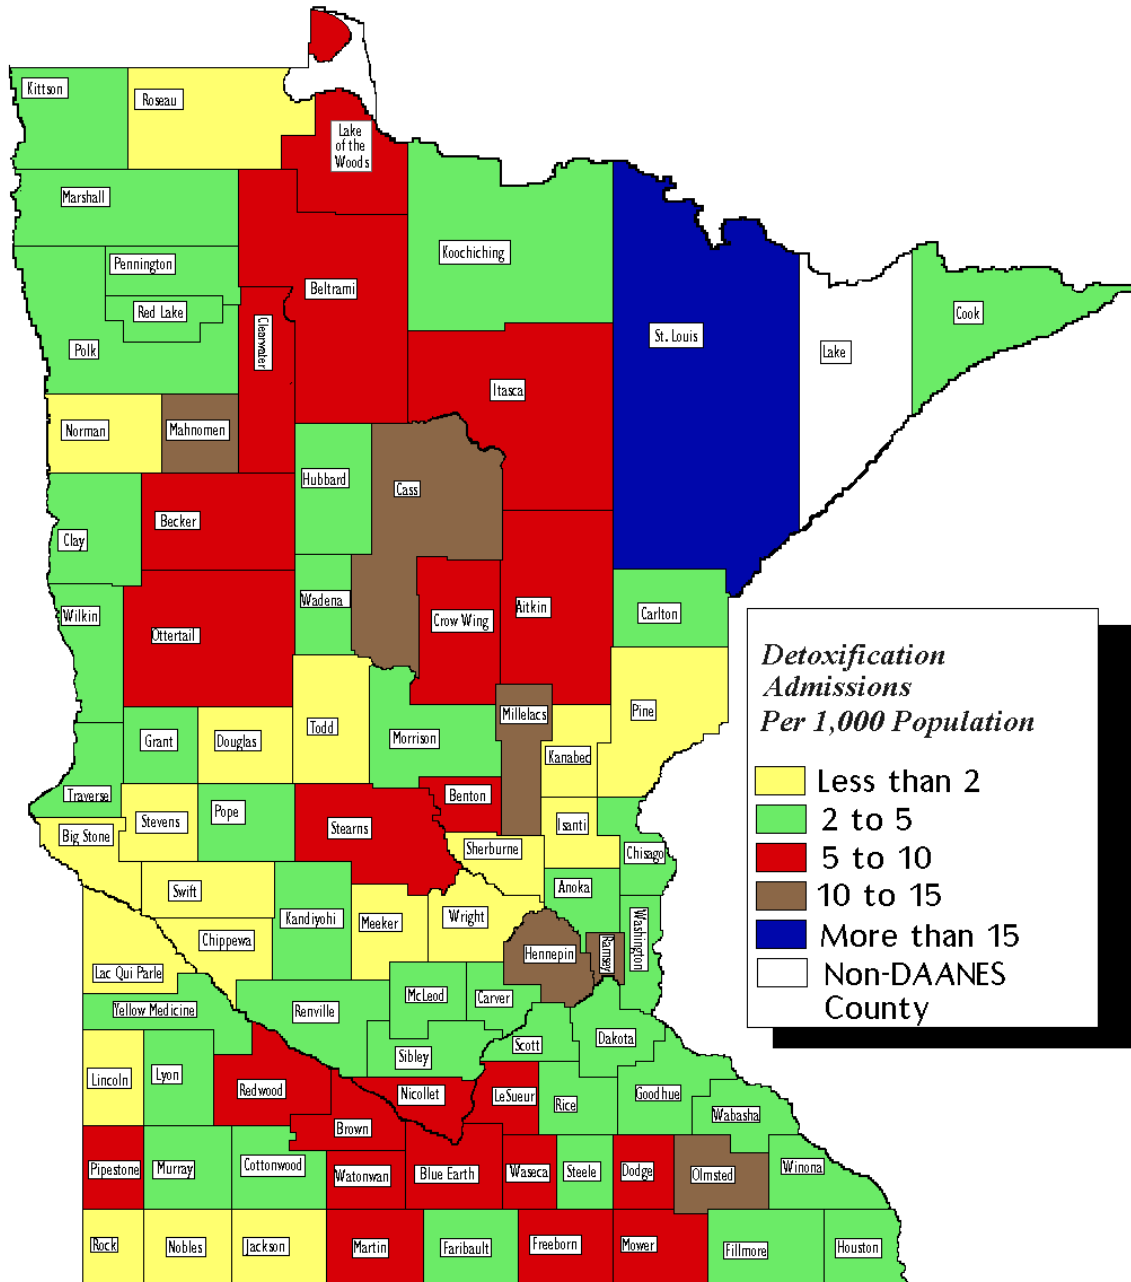 Kittson
Roseau
Lake
of the
Woods
Marshall
Koochiching
Pennington
Beltrami
Red Lake
Clearwater
Cook
Polk
St. Louis
Lake
Itasca
Norman
Mahnomen
Hubbard
Cass
Becker
Clay
Wilkin
Wadena
Aitkin
Carlton
Crow Wing
Ottertail
Detoxification
Admissions
Per 1,000 Population
Less than 2
2 to 5
5 to 10
10 to 15
More than 15
Non-DAANES
County
Millelacs
Pine
Todd
Grant
Douglas
Morrison
Kanabec
Traverse
Benton
Stevens
Pope
Stearns
Isanti
Big Stone
Sherburne
Chisago
Anoka
Swift
Kandiyohi
Meeker
Wright
Washington
Chippewa
Hennepin
Ramsey
Lac Qui Parle
McLeod
Carver
Yellow Medicine
Renville
Dakota
Scott
Sibley
Lincoln
Lyon
Redwood
Nicollet
LeSueur
Rice
Goodhue
Wabasha
Brown
Pipestone
Murray
Cottonwood
Watonwan
Blue Earth
Waseca
Steele
Dodge
Olmsted
Winona
Rock
Nobles
Jackson
Martin
Faribault
Freeborn
Mower
Fillmore
Houston